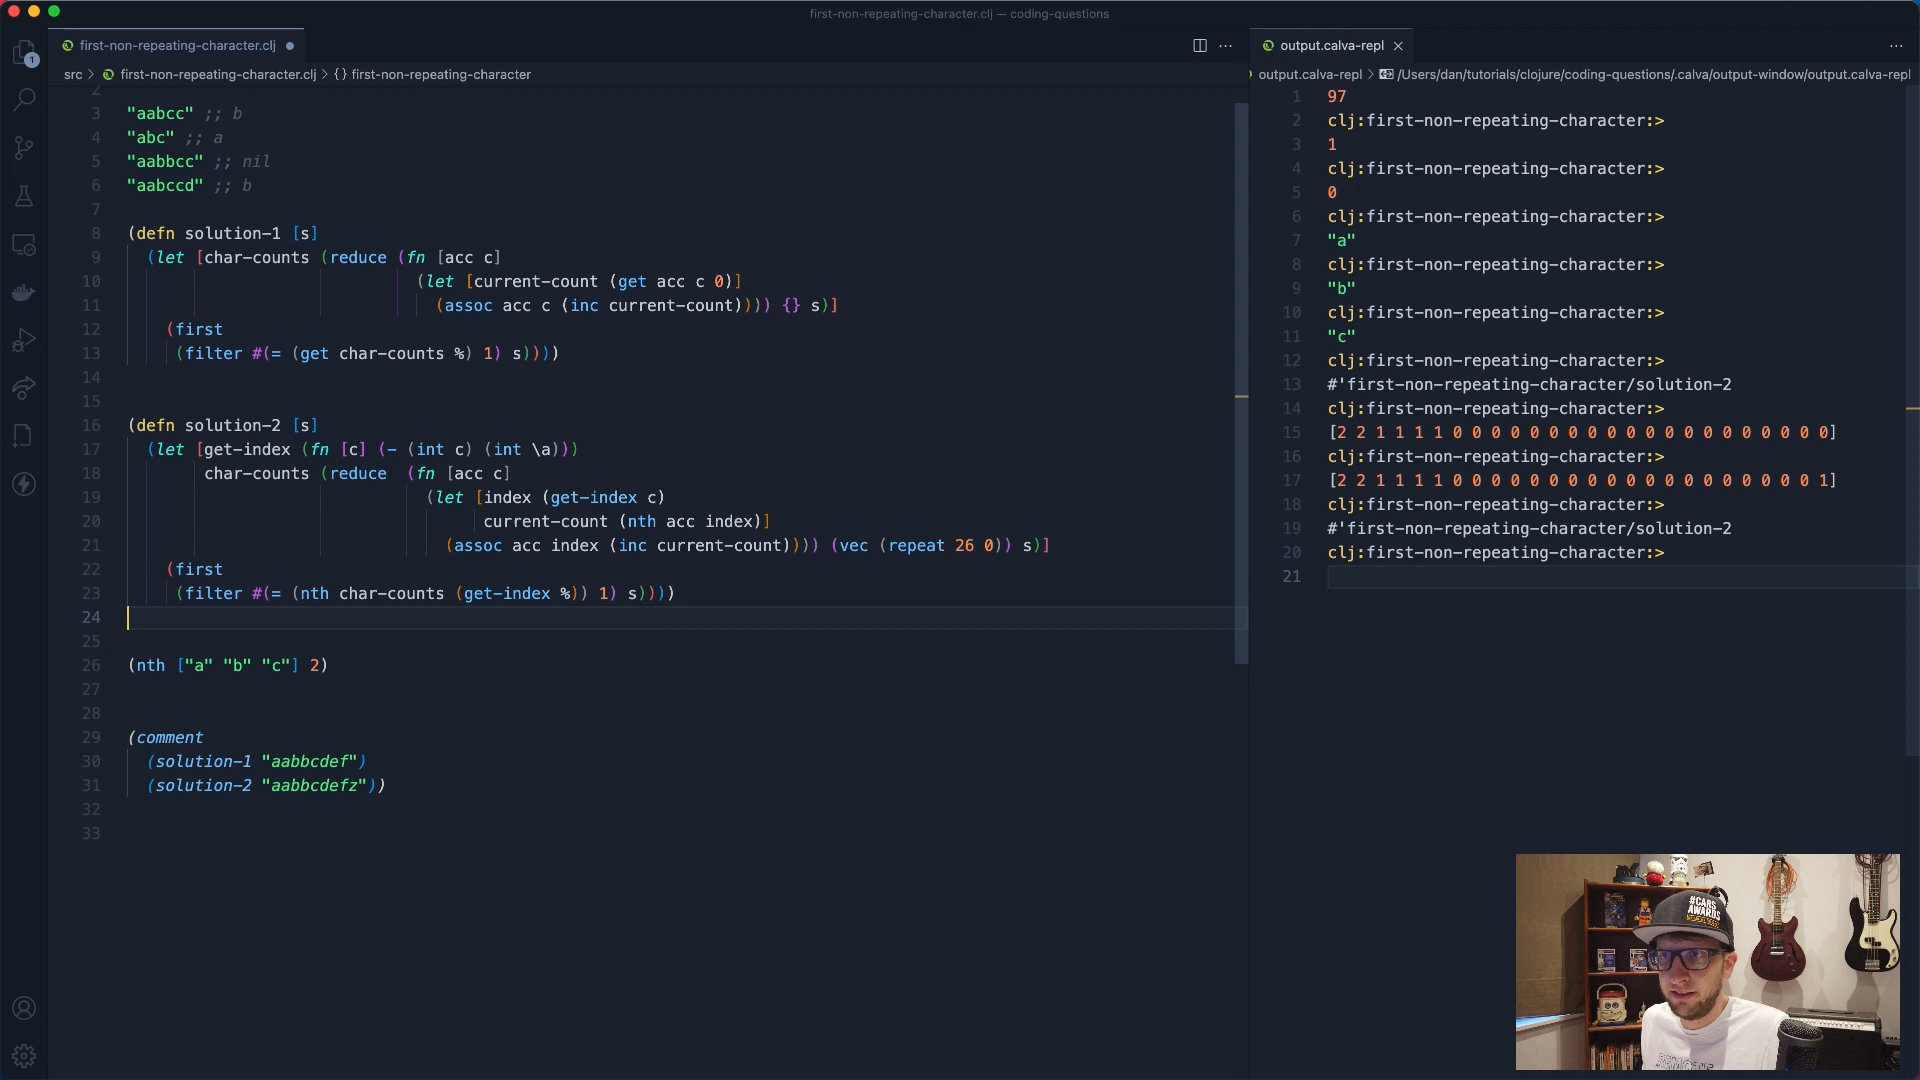 first-non-repeating-character.clj — coding-questions
first-non-repeating-character.clj
src > first-non-repeating-character.clj > {} first-non-repeating-character
2
3 "aabcc" ;; b
4 "abc" ;; a
5 "aabbcc" ;; nil
6 "aabccd" ;; b
7
8 (defn solution-1 [s]
9 (let [char-counts (reduce (fn [acc c]
10 (let [current-count (get acc c 0)]
11 (assoc acc c (inc current-count)))) {} s)]
12 (first
13 (filter #(= (get char-counts %) 1) s))))
14
15
16 (defn solution-2 [s]
17 (let [get-index (fn [c] (- (int c) (int \a)))
18 char-counts (reduce (fn [acc c]
19 (let [index (get-index c)
20 current-count (nth acc index)]
21 (assoc acc index (inc current-count)))) (vec (repeat 26 0)) s)]
22 (first
23 (filter #(= (nth char-counts (get-index %)) 1) s))))
24
25
26 (nth ["a" "b" "c"] 2)
27
28
29 (comment
30 (solution-1 "aabbcdef")
31 (solution-2 "aabbcdefz"))
32
33
1
output.calva-repl
output.calva-repl > /Users/dan/tutorials/clojure/coding-questions/.calva/output-window/output.calva-repl
1 97
2 clj:first-non-repeating-character:>
3 1
4 clj:first-non-repeating-character:>
5 0
6 clj:first-non-repeating-character:>
7 "a"
8 clj:first-non-repeating-character:>
9 "b"
10 clj:first-non-repeating-character:>
11 "c"
12 clj:first-non-repeating-character:>
13 #'first-non-repeating-character/solution-2
14 clj:first-non-repeating-character:>
15 [2 2 1 1 1 1 0 0 0 0 0 0 0 0 0 0 0 0 0 0 0 0 0 0 0 0]
16 clj:first-non-repeating-character:>
17 [2 2 1 1 1 1 0 0 0 0 0 0 0 0 0 0 0 0 0 0 0 0 0 0 0 1]
18 clj:first-non-repeating-character:>
19 #'first-non-repeating-character/solution-2
20 clj:first-non-repeating-character:>
21
#CARS
AWARDS